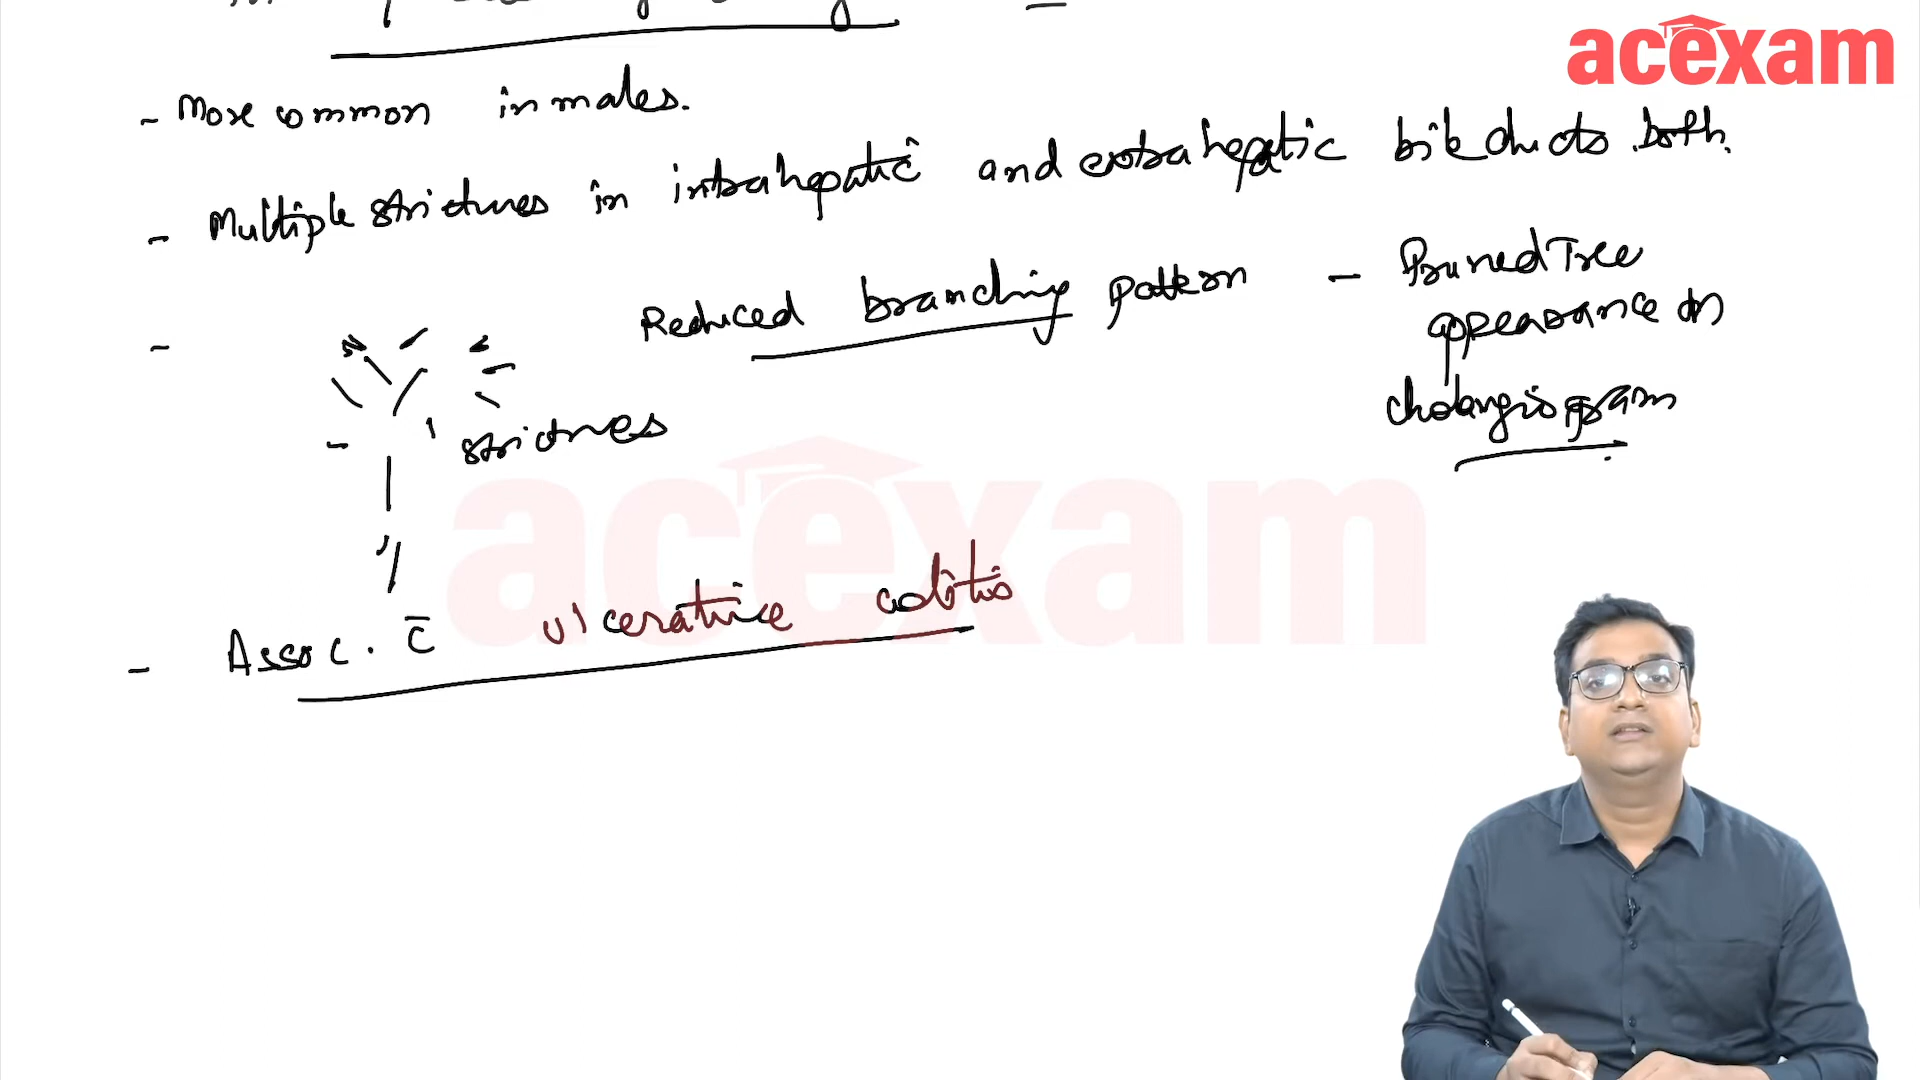 acexam
- More common in males.
- Multiple strictures in intrahepatic and extrahepatic bile ducts both.
- Reduced branching pattern - Pruned Tree
appearance on
cholangiogram
strictures
acexam
- Assoc. c̄ ulcerative colitis